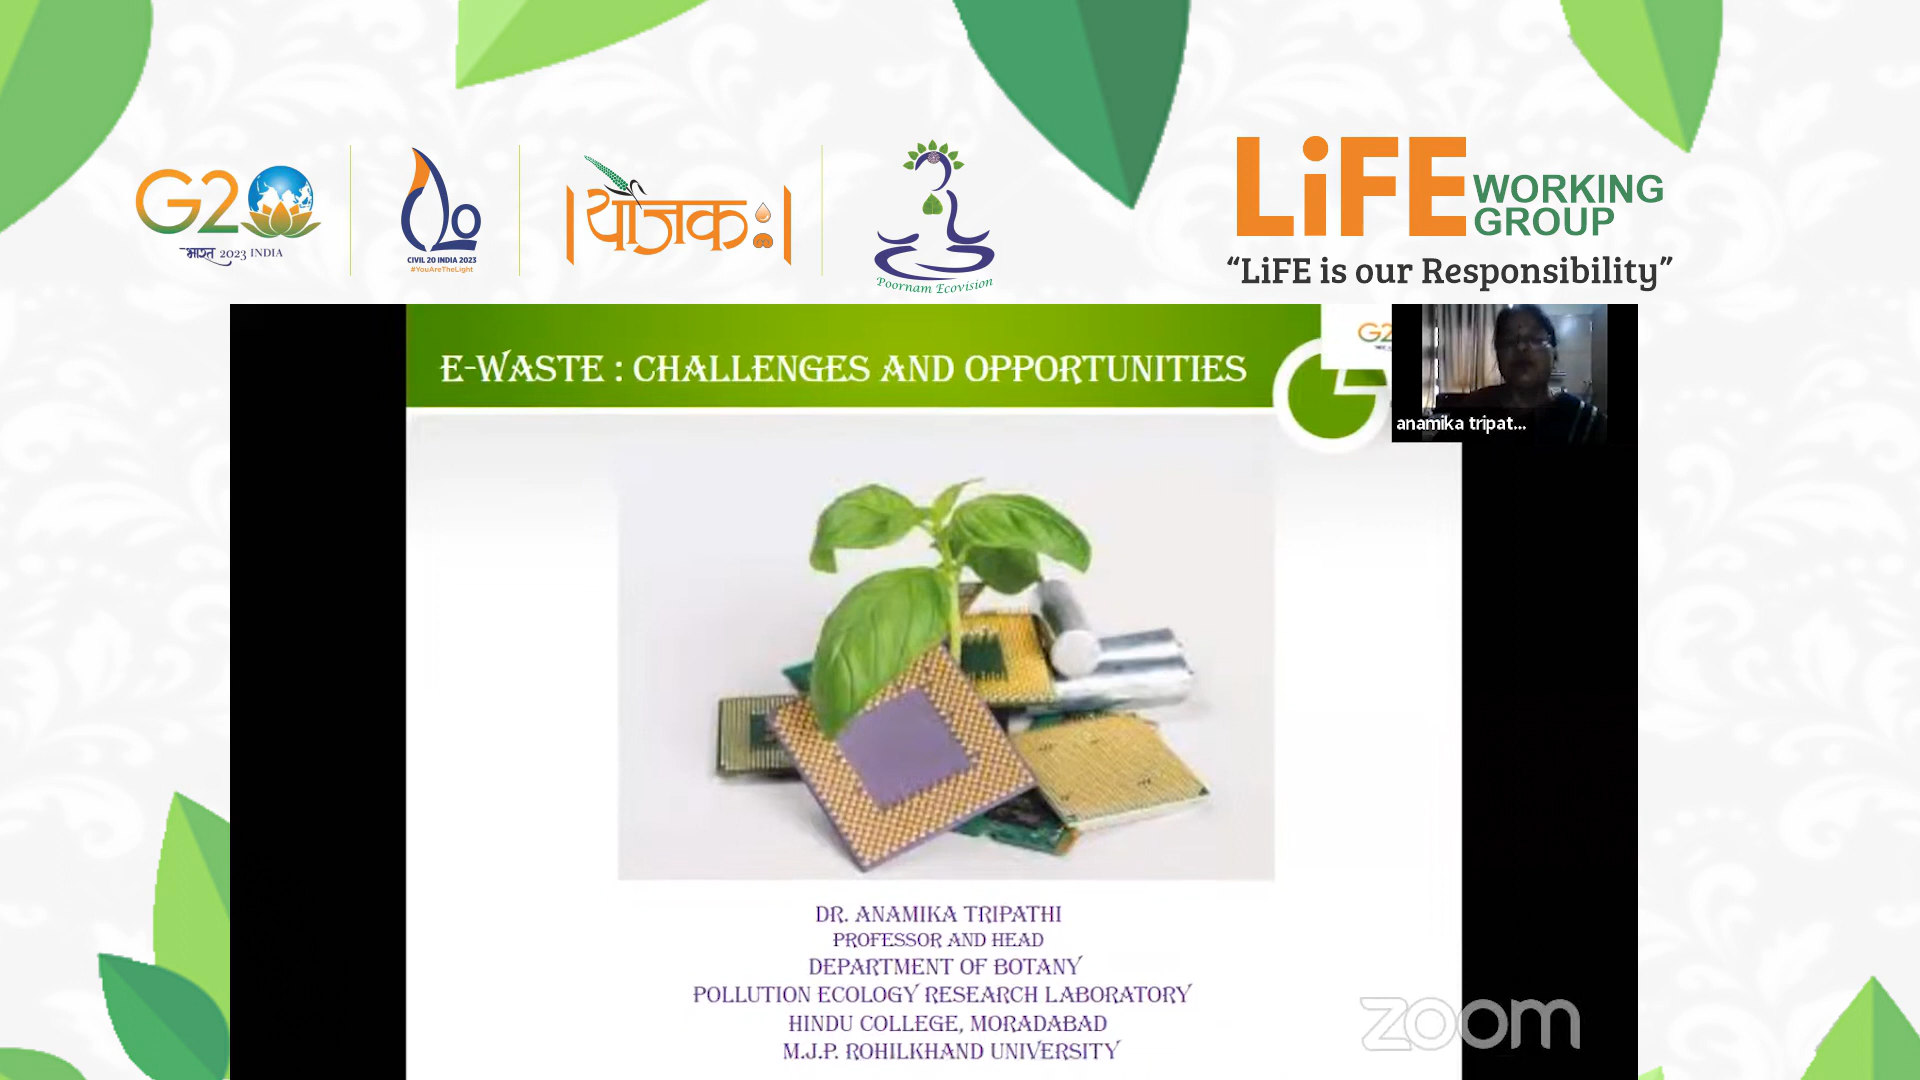 G20
भारत 2023 INDIA
CIVIL 20 INDIA 2023
#YouAreTheLight
योजकः
Poornam Ecovision
LiFE WORKING GROUP
“LiFE is our Responsibility”
E-WASTE : CHALLENGES AND OPPORTUNITIES
G2
anamika tripat...
DR. ANAMIKA TRIPATHI
PROFESSOR AND HEAD
DEPARTMENT OF BOTANY
POLLUTION ECOLOGY RESEARCH LABORATORY
HINDU COLLEGE, MORADABAD
M.J.P. ROHILKHAND UNIVERSITY
zoom